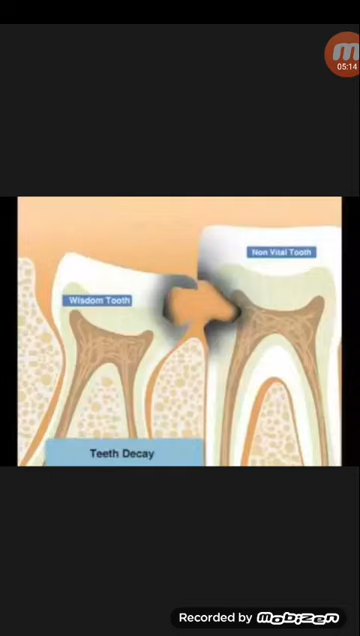 05:14
Non Vital Tooth
Wisdom Tooth
Teeth Decay
Recorded by Mobizen